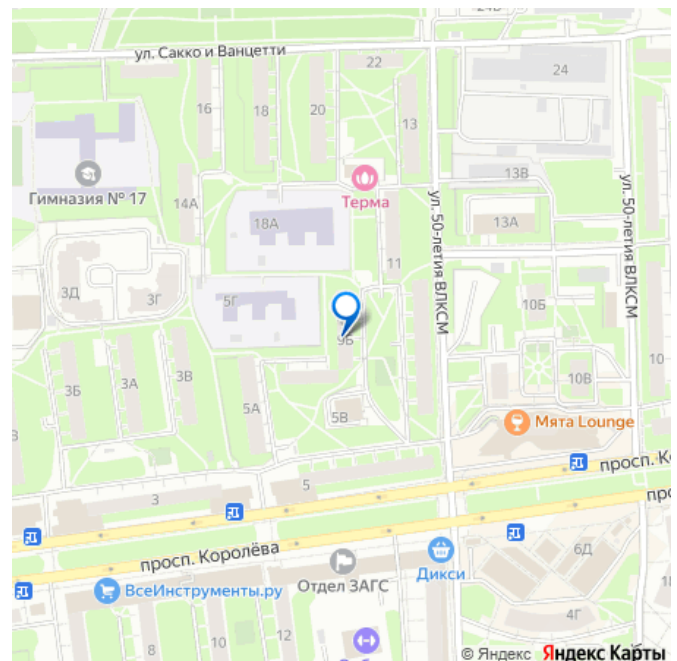 24В
ул. Сакко и Ванцетти
22
24
16
18
20
13
Гимназия № 17
Терма
13В
14А
18А
13А
ул. 50-летия ВЛКСМ
ул. 50-летия ВЛКСМ
11
3Д
3Г
5Г
10Б
9Б
3Б
3А
3В
10В
10
5А
5В
Мята Lounge
3
5
просп. Ко
про
просп. Королёва
Отдел ЗАГС
Дикси
6Д
ВсеИнструменты.ру
8
10
12
4Г
© Яндекс Яндекс Карты